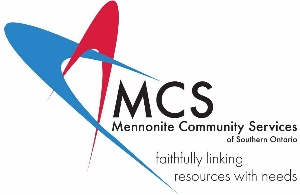 MCS
Mennonite Community Services
of Southern Ontario
faithfully linking
resources with needs